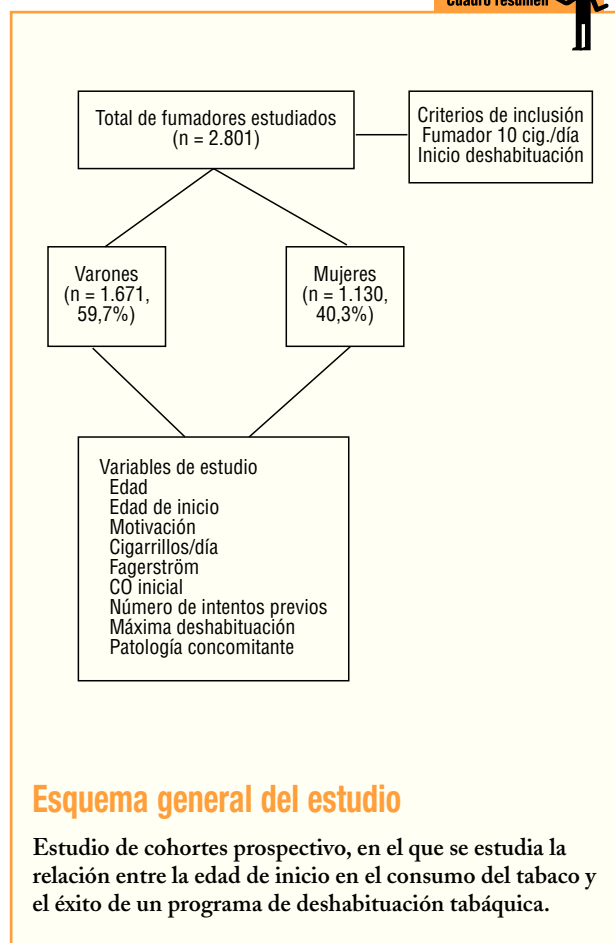 Cuadro resumen
Total de fumadores estudiados
(n = 2.801)
Criterios de inclusión
Fumador 10 cig./día
Inicio deshabituación
Varones
(n = 1.671,
59,7%)
Mujeres
(n = 1.130,
40,3%)
Variables de estudio
Edad
Edad de inicio
Motivación
Cigarrillos/día
Fagerström
CO inicial
Número de intentos previos
Máxima deshabituación
Patología concomitante
Esquema general del estudio
Estudio de cohortes prospectivo, en el que se estudia la
relación entre la edad de inicio en el consumo del tabaco y
el éxito de un programa de deshabituación tabáquica.